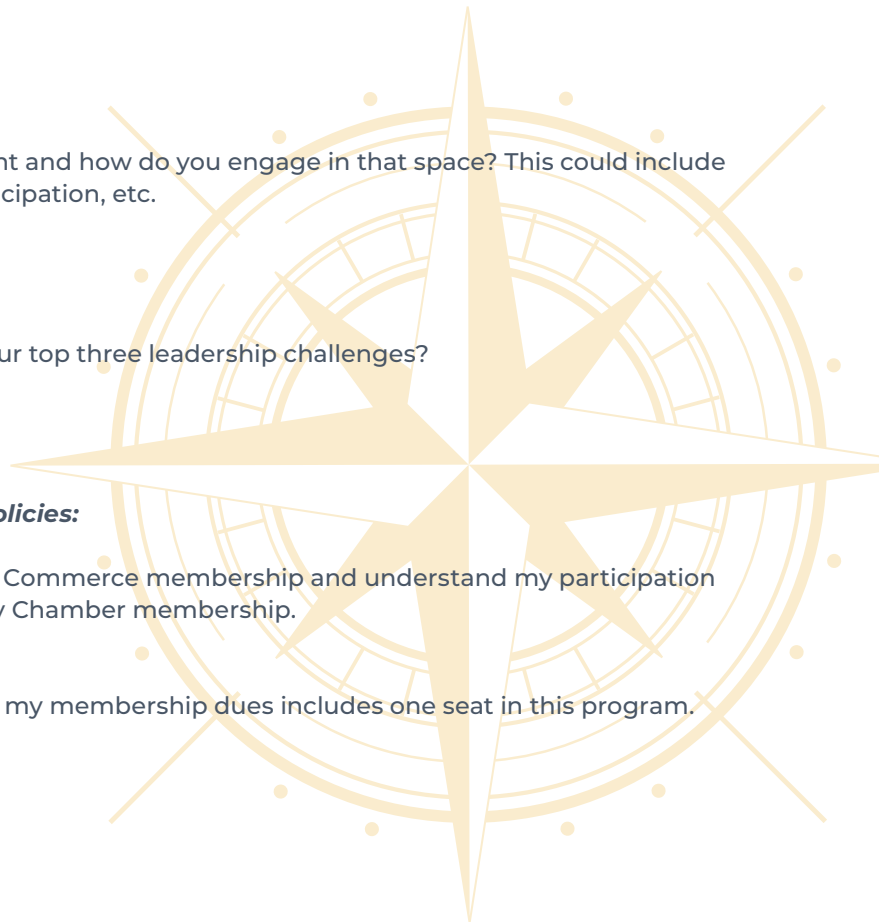 nt and how do you engage in that space? This could include
cipation, etc.
ur top three leadership challenges?
olicies:
Commerce membership and understand my participation
y Chamber membership.
my membership dues includes one seat in this program.